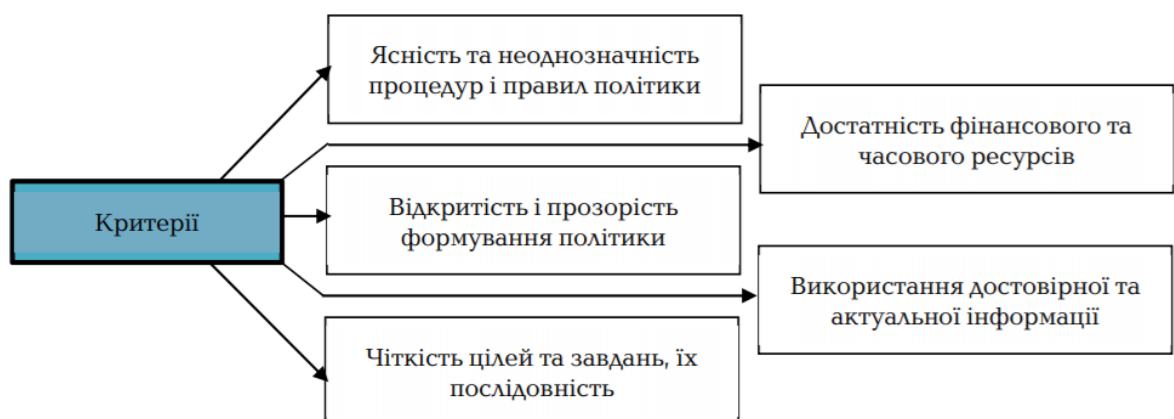 Ясність та неоднозначність
процедур і правил політики
Достатність фінансового та
часового ресурсів
Критерії
Відкритість і прозорість
формування політики
Використання достовірної та
актуальної інформації
Чіткість цілей та завдань, їх
послідовність